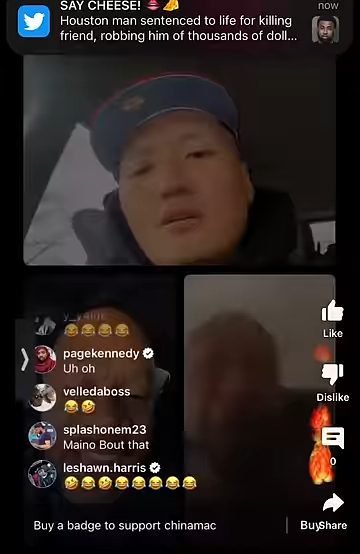 SAY CHEESE! 👄🧀
now
Houston man sentenced to life for killing
friend, robbing him of thousands of doll...
y_y4me
😂😂😂😂
pagekennedy
Uh oh
velledaboss
😂🤣
splashonem23
Maino Bout that
leshawn.harris
😂🤣😂🤣😂😂😂😂
Like
Dislike
0
Share
Buy a badge to support chinamac
Buy